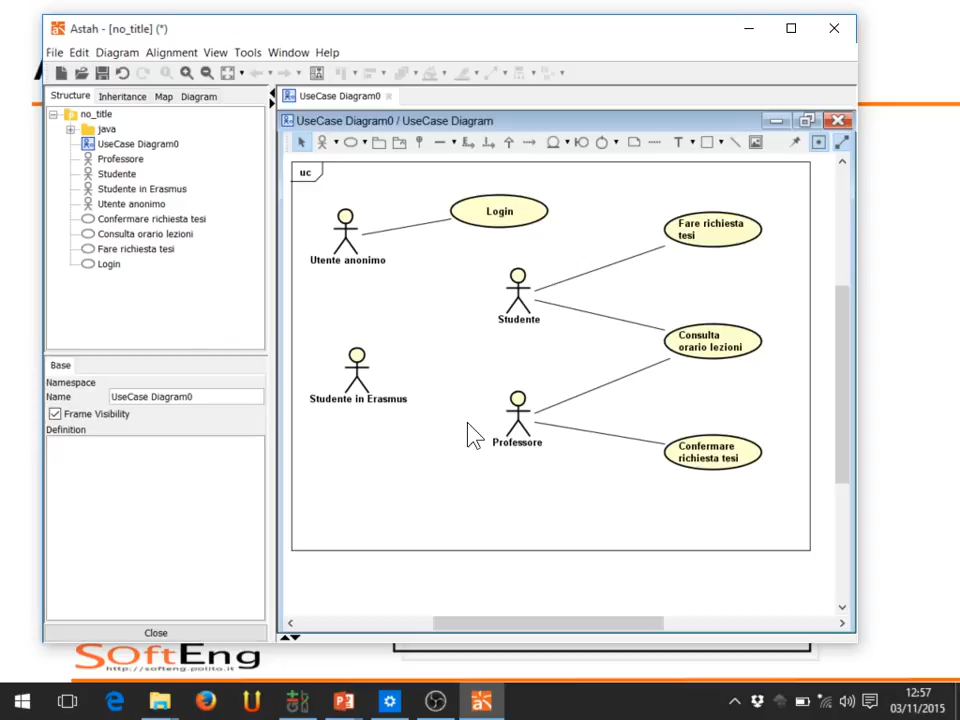 Astah - [no_title] (*)
File Edit Diagram Alignment View Tools Window Help
Structure Inheritance Map Diagram
UseCase Diagram0
no_title
java
UseCase Diagram0
Professore
Studente
Studente in Erasmus
Utente anonimo
Confermare richiesta tesi
Consulta orario lezioni
Fare richiesta tesi
Login
UseCase Diagram0 / UseCase Diagram
T
uc
Login
Utente anonimo
Fare richiesta
tesi
Studente
Consulta
orario lezioni
Studente in Erasmus
Professore
Confermare
richiesta tesi
Base
Namespace
Name UseCase Diagram0
Frame Visibility
Definition
Close
SOftEng
http://softeng.polito.it
12:57
03/11/2015